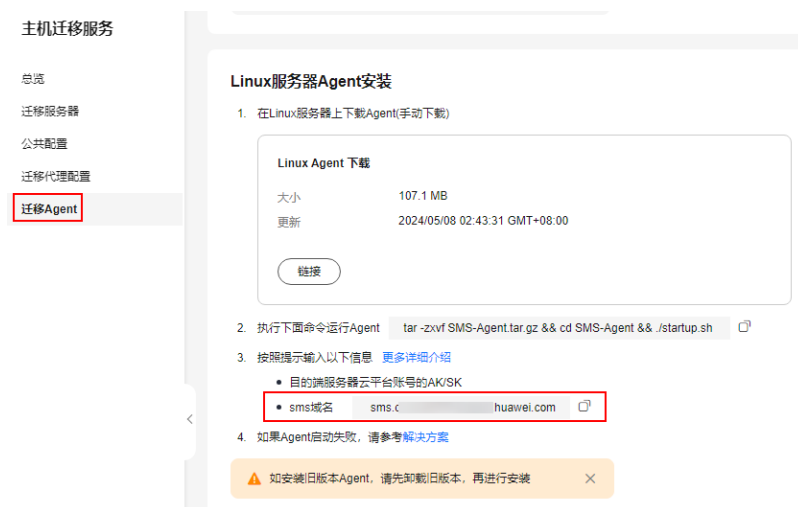 主机迁移服务
总览
迁移服务器
公共配置
迁移代理配置
迁移Agent
Linux服务器Agent安装
1. 在Linux服务器上下载Agent(手动下载)
Linux Agent 下载
大小 107.1 MB
更新 2024/05/08 02:43:31 GMT+08:00
链接
2. 执行下面命令运行Agent tar -zxvf SMS-Agent.tar.gz && cd SMS-Agent && ./startup.sh
3. 按照提示输入以下信息 更多详细介绍
• 目的端服务器云平台账号的AK/SK
• sms域名 sms. huawei.com
4. 如果Agent启动失败，请参考解决方案
如安装旧版本Agent，请先卸载旧版本，再进行安装